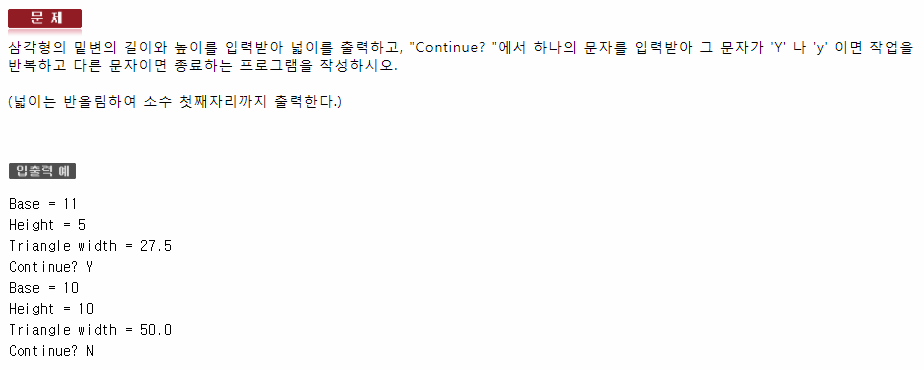 문 제
삼각형의 밑변의 길이와 높이를 입력받아 넓이를 출력하고, "Continue? "에서 하나의 문자를 입력받아 그 문자가 'Y' 나 'y' 이면 작업을
반복하고 다른 문자이면 종료하는 프로그램을 작성하시오.
(넓이는 반올림하여 소수 첫째자리까지 출력한다.)
입출력 예
Base = 11
Height = 5
Triangle width = 27.5
Continue? Y
Base = 10
Height = 10
Triangle width = 50.0
Continue? N